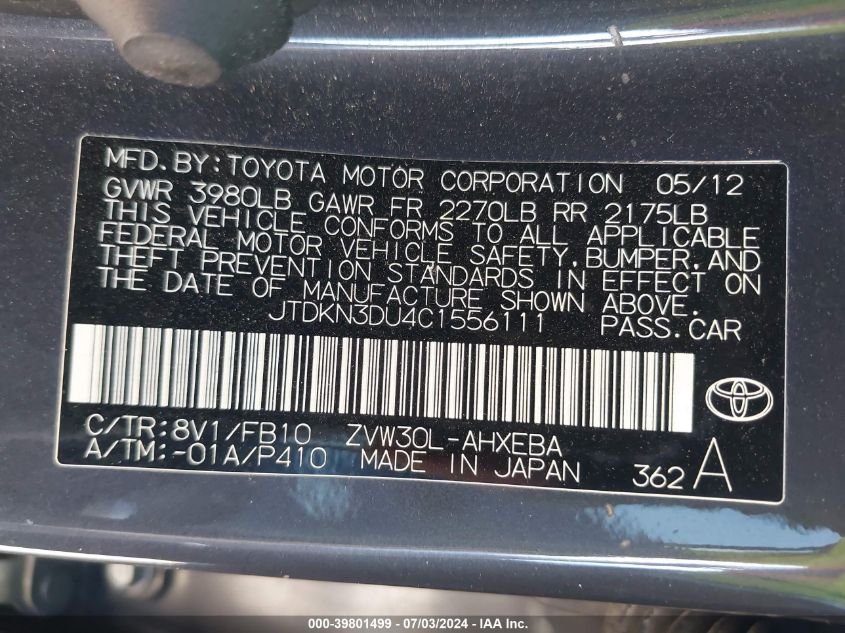 MFD.BY:TOYOTA MOTOR CORPORATION 05/12
GVWR 3980LB GAWR FR 2270LB RR 2175LB
THIS VEHICLE CONFORMS TO ALL APPLICABLE
FEDERAL MOTOR VEHICLE SAFETY,BUMPER,AND
THEFT PREVENTION STANDARDS IN EFFECT ON
THE DATE OF MANUFACTURE SHOWN ABOVE.
JTDKN3DU4C1556111 PASS.CAR
C/TR:8V1/FB10 ZVW30L-AHXEBA
A/TM:-01A/P410 MADE IN JAPAN 362 A
000-39801499 - 07/03/2024 - IAA Inc.